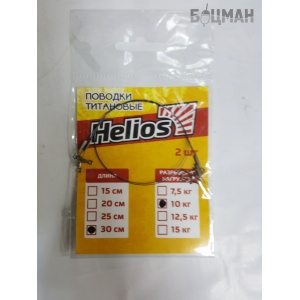 БОЦМАН
ПОВОДКИ
ТИТАНОВЫЕ
Helios
2 шт
ДЛИНА
15 см
20 см
25 см
30 см
7,5 кг
10 кг
12,5 кг
15 кг